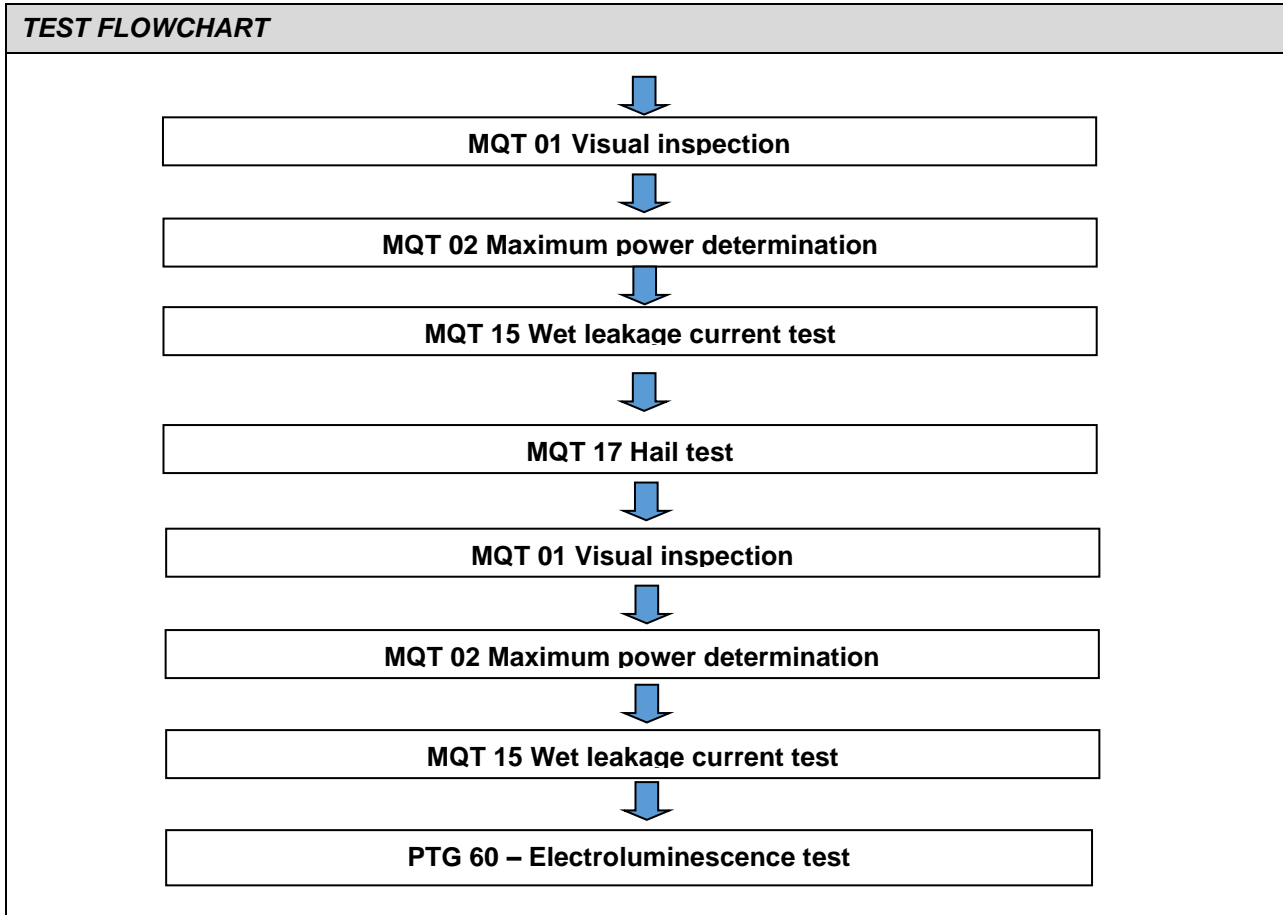 TEST FLOWCHART
MQT 01 Visual inspection
MQT 02 Maximum power determination
MQT 15 Wet leakage current test
MQT 17 Hail test
MQT 01 Visual inspection
MQT 02 Maximum power determination
MQT 15 Wet leakage current test
PTG 60 – Electroluminescence test